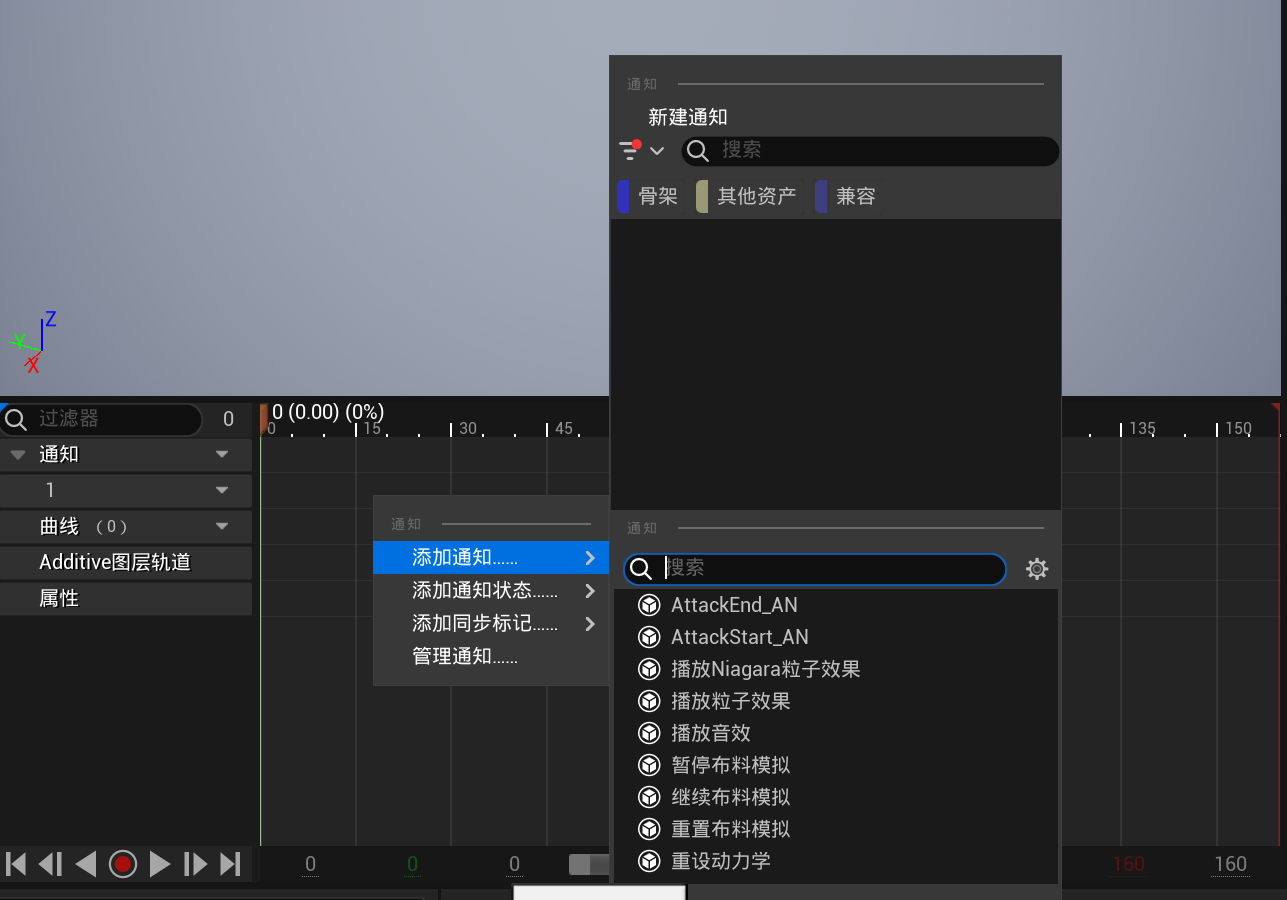 通知
新建通知
搜索
骨架 其他资产 兼容
Z
Y
X
过滤器 0
0 (0.00) (0%)
0 15 30 45 135 150
通知
1
曲线 (0)
Additive图层轨道
属性
通知
添加通知......
添加通知状态......
添加同步标记......
管理通知......
通知
搜索
AttackEnd_AN
AttackStart_AN
播放Niagara粒子效果
播放粒子效果
播放音效
暂停布料模拟
继续布料模拟
重置布料模拟
重设动力学
0 0 0 160 160